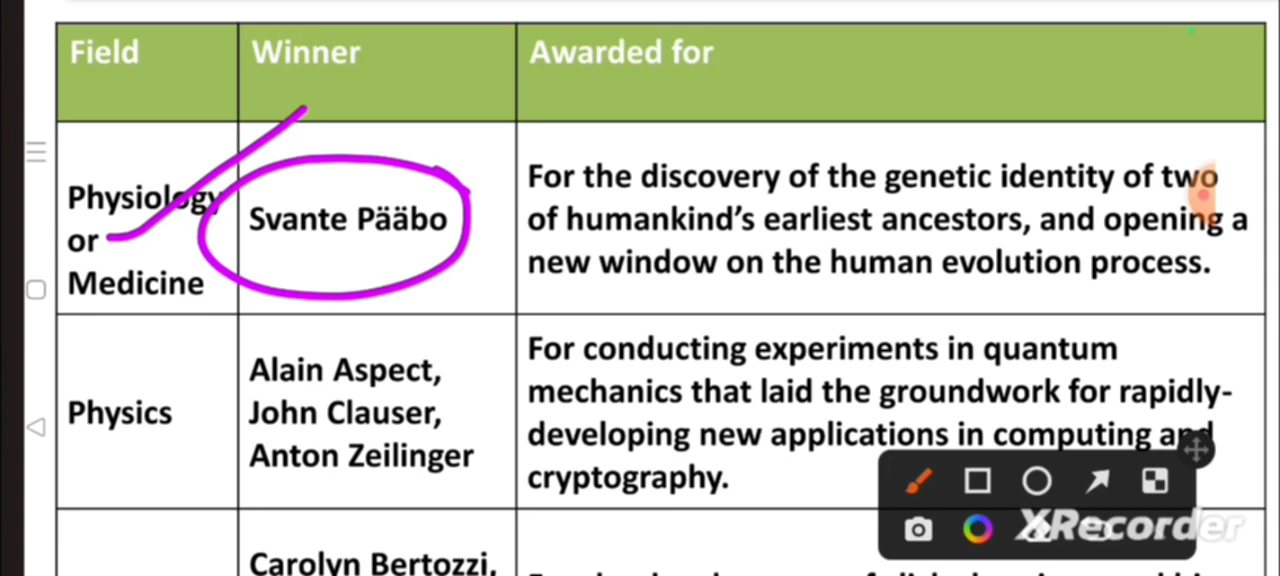 Field
Winner
Awarded for
Physiology
or
Medicine
Svante Pääbo
For the discovery of the genetic identity of two
of humankind's earliest ancestors, and opening a
new window on the human evolution process.
Physics
Alain Aspect,
John Clauser,
Anton Zeilinger
For conducting experiments in quantum
mechanics that laid the groundwork for rapidly-
developing new applications in computing and
cryptography.
XRecorder
Carolyn Bertozzi,